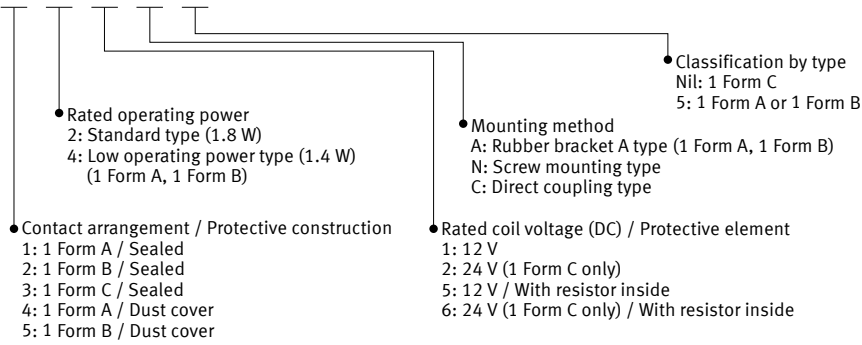 Classification by type
Nil: 1 Form C
5: 1 Form A or 1 Form B
Rated operating power
2: Standard type (1.8 W)
4: Low operating power type (1.4 W)
(1 Form A, 1 Form B)
Mounting method
A: Rubber bracket A type (1 Form A, 1 Form B)
N: Screw mounting type
C: Direct coupling type
Contact arrangement / Protective construction
1: 1 Form A / Sealed
2: 1 Form B / Sealed
3: 1 Form C / Sealed
4: 1 Form A / Dust cover
5: 1 Form B / Dust cover
Rated coil voltage (DC) / Protective element
1: 12 V
2: 24 V (1 Form C only)
5: 12 V / With resistor inside
6: 24 V (1 Form C only) / With resistor inside